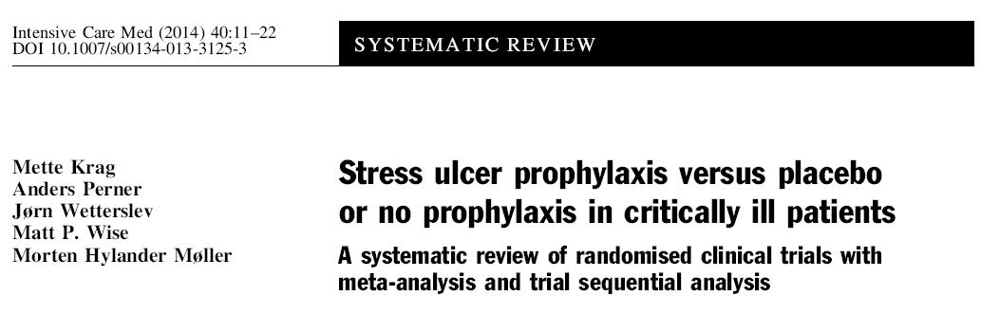 Intensive Care Med (2014) 40:11–22
DOI 10.1007/s00134-013-3125-3
SYSTEMATIC REVIEW
Mette Krag
Anders Perner
Jørn Wetterslev
Matt P. Wise
Morten Hylander Møller
Stress ulcer prophylaxis versus placebo
or no prophylaxis in critically ill patients
A systematic review of randomised clinical trials with
meta-analysis and trial sequential analysis